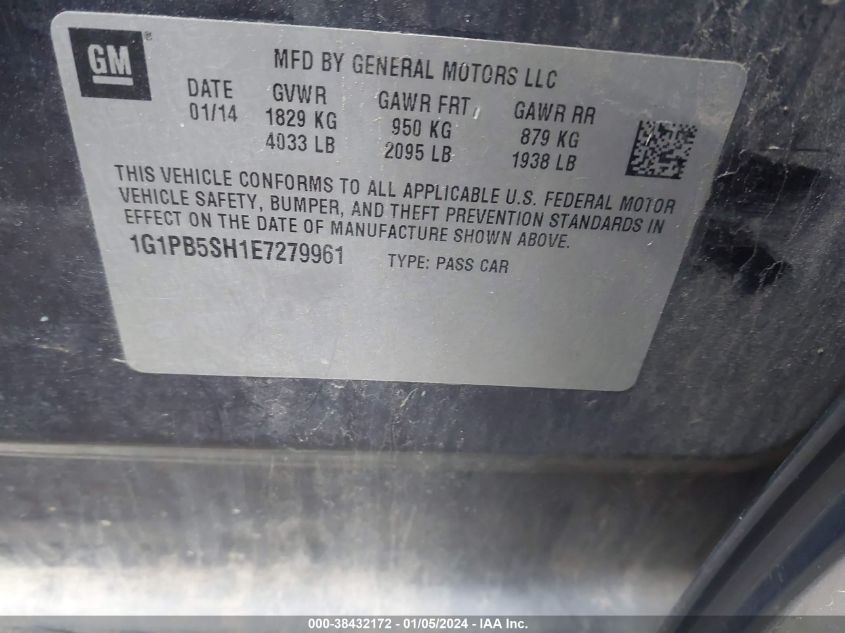 GM ®
MFD BY GENERAL MOTORS LLC
DATE GVWR GAWR FRT GAWR RR
01/14 1829 KG 950 KG 879 KG
4033 LB 2095 LB 1938 LB
THIS VEHICLE CONFORMS TO ALL APPLICABLE U.S. FEDERAL MOTOR
VEHICLE SAFETY, BUMPER, AND THEFT PREVENTION STANDARDS IN
EFFECT ON THE DATE OF MANUFACTURE SHOWN ABOVE.
1G1PB5SH1E7279961 TYPE: PASS CAR
000-38432172 - 01/05/2024 - IAA Inc.